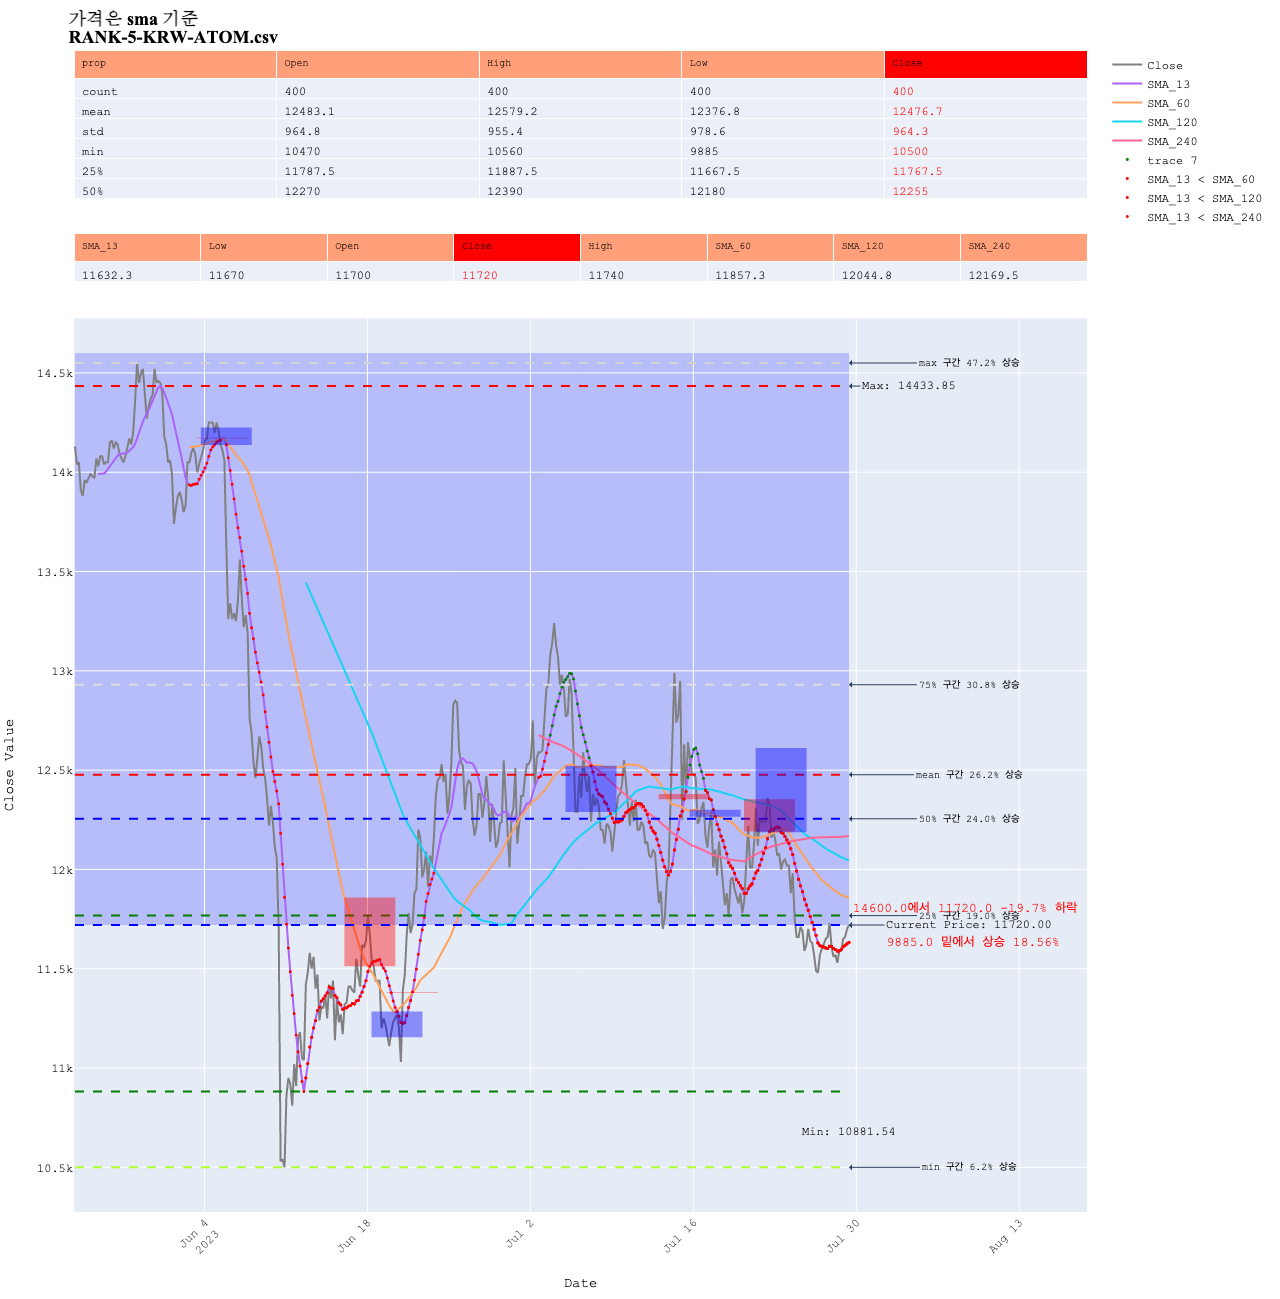 가격은 sma 기준
RANK-5-KRW-ATOM.csv
prop Open High Low Close
count 400 400 400 400
mean 12483.1 12579.2 12376.8 12476.7
std 964.8 955.4 978.6 964.3
min 10470 10560 9885 10500
25% 11787.5 11887.5 11667.5 11767.5
50% 12270 12390 12180 12255
SMA_13 Low Open Close High SMA_60 SMA_120 SMA_240
11632.3 11670 11700 11720 11740 11857.3 12044.8 12169.5
Close
SMA_13
SMA_60
SMA_120
SMA_240
trace 7
SMA_13 < SMA_60
SMA_13 < SMA_120
SMA_13 < SMA_240
max 구간 47.2% 상승
14.5k
Max: 14433.85
14k
13.5k
13k
75% 구간 30.8% 상승
12.5k
mean 구간 26.2% 상승
50% 구간 24.0% 상승
12k
14600.0에서 11720.0 -19.7% 하락
25% 구간 19.0% 상승
Current Price: 11720.00
9885.0 밑에서 상승 18.56%
11.5k
11k
Min: 10881.54
10.5k
min 구간 6.2% 상승
Close Value
Jun 4
2023
Jun 18
Jul 2
Jul 16
Jul 30
Aug 13
Date